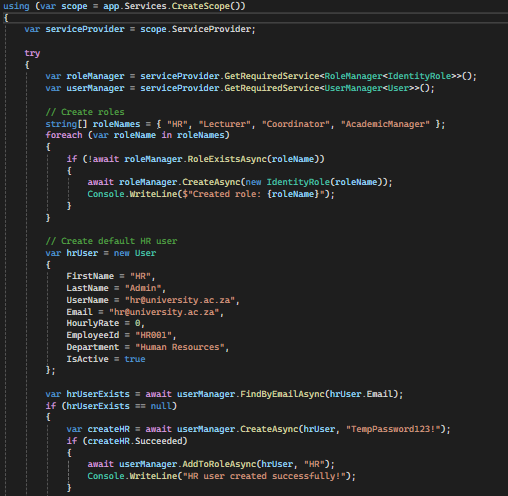 using (var scope = app.Services.CreateScope())
{
    var serviceProvider = scope.ServiceProvider;

    try
    {
        var roleManager = serviceProvider.GetRequiredService<RoleManager<IdentityRole>>();
        var userManager = serviceProvider.GetRequiredService<UserManager<User>>();

        // Create roles
        string[] roleNames = { "HR", "Lecturer", "Coordinator", "AcademicManager" };
        foreach (var roleName in roleNames)
        {
            if (!await roleManager.RoleExistsAsync(roleName))
            {
                await roleManager.CreateAsync(new IdentityRole(roleName));
                Console.WriteLine($"Created role: {roleName}");
            }
        }

        // Create default HR user
        var hrUser = new User
        {
            FirstName = "HR",
            LastName = "Admin",
            UserName = "hr@university.ac.za",
            Email = "hr@university.ac.za",
            HourlyRate = 0,
            EmployeeId = "HR001",
            Department = "Human Resources",
            IsActive = true
        };

        var hrUserExists = await userManager.FindByEmailAsync(hrUser.Email);
        if (hrUserExists == null)
        {
            var createHR = await userManager.CreateAsync(hrUser, "TempPassword123!");
            if (createHR.Succeeded)
            {
                await userManager.AddToRoleAsync(hrUser, "HR");
                Console.WriteLine("HR user created successfully!");
            }